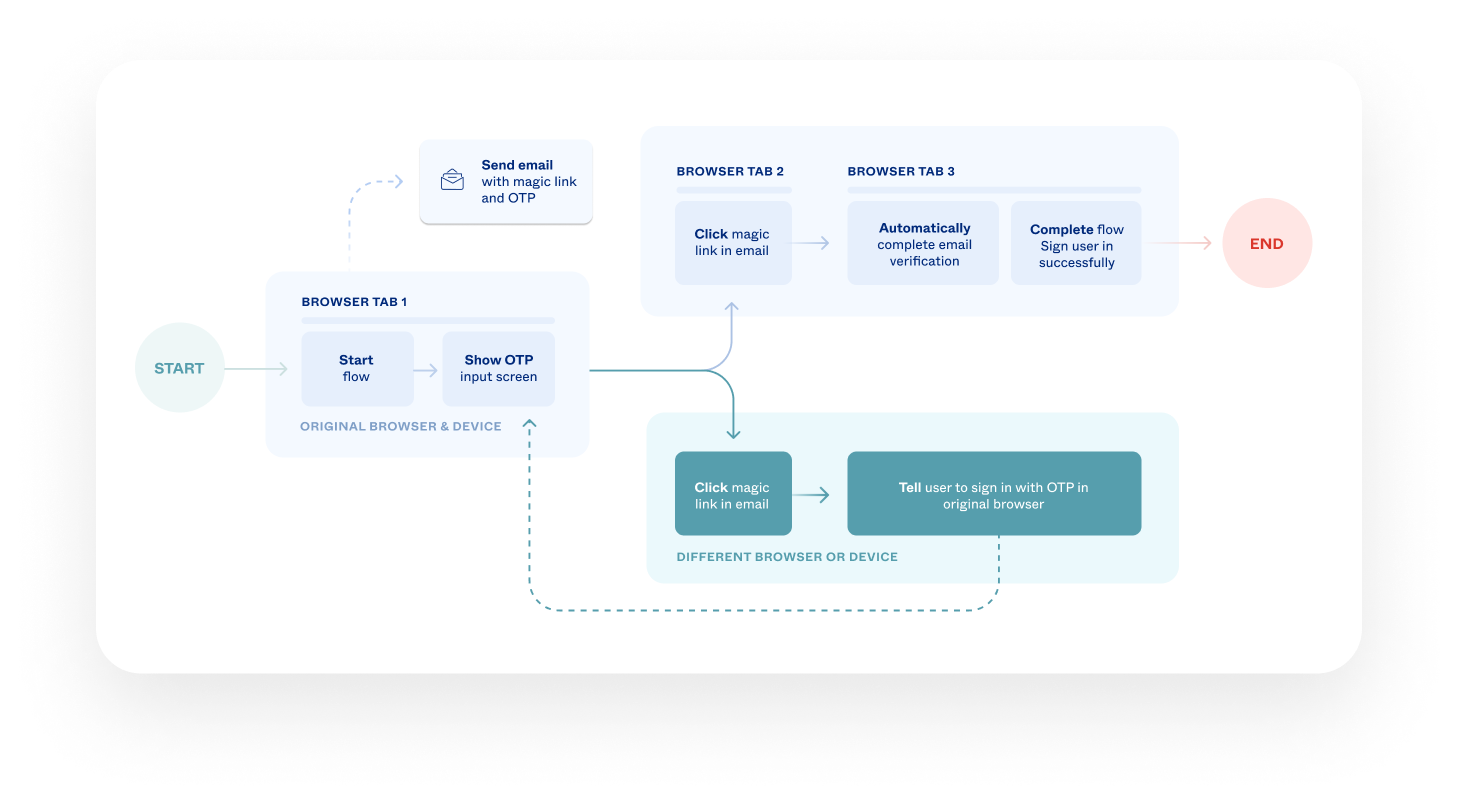 START
BROWSER TAB 1
Start
flow
Show OTP
input screen
ORIGINAL BROWSER & DEVICE
Send email
with magic link
and OTP
BROWSER TAB 2
Click magic
link in email
BROWSER TAB 3
Automatically
complete email
verification
Complete flow
Sign user in
successfully
END
Click magic
link in email
Tell user to sign in with OTP in
original browser
DIFFERENT BROWSER OR DEVICE